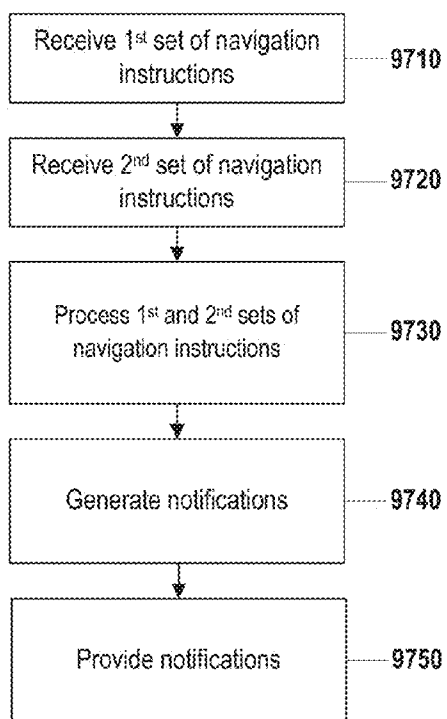 Receive 1st set of navigation
instructions
9710
Receive 2nd set of navigation
instructions
9720
Process 1st and 2nd sets of
navigation instructions
9730
Generate notifications
9740
Provide notifications
9750